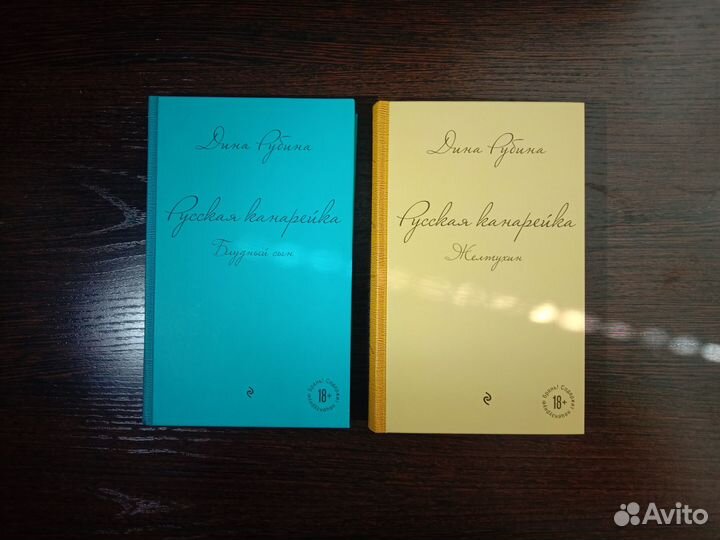 Дина Рубина
Русская канарейка
Блудный сын
18+
Дина Рубина
Русская канарейка
Желтухин
18+
Avito